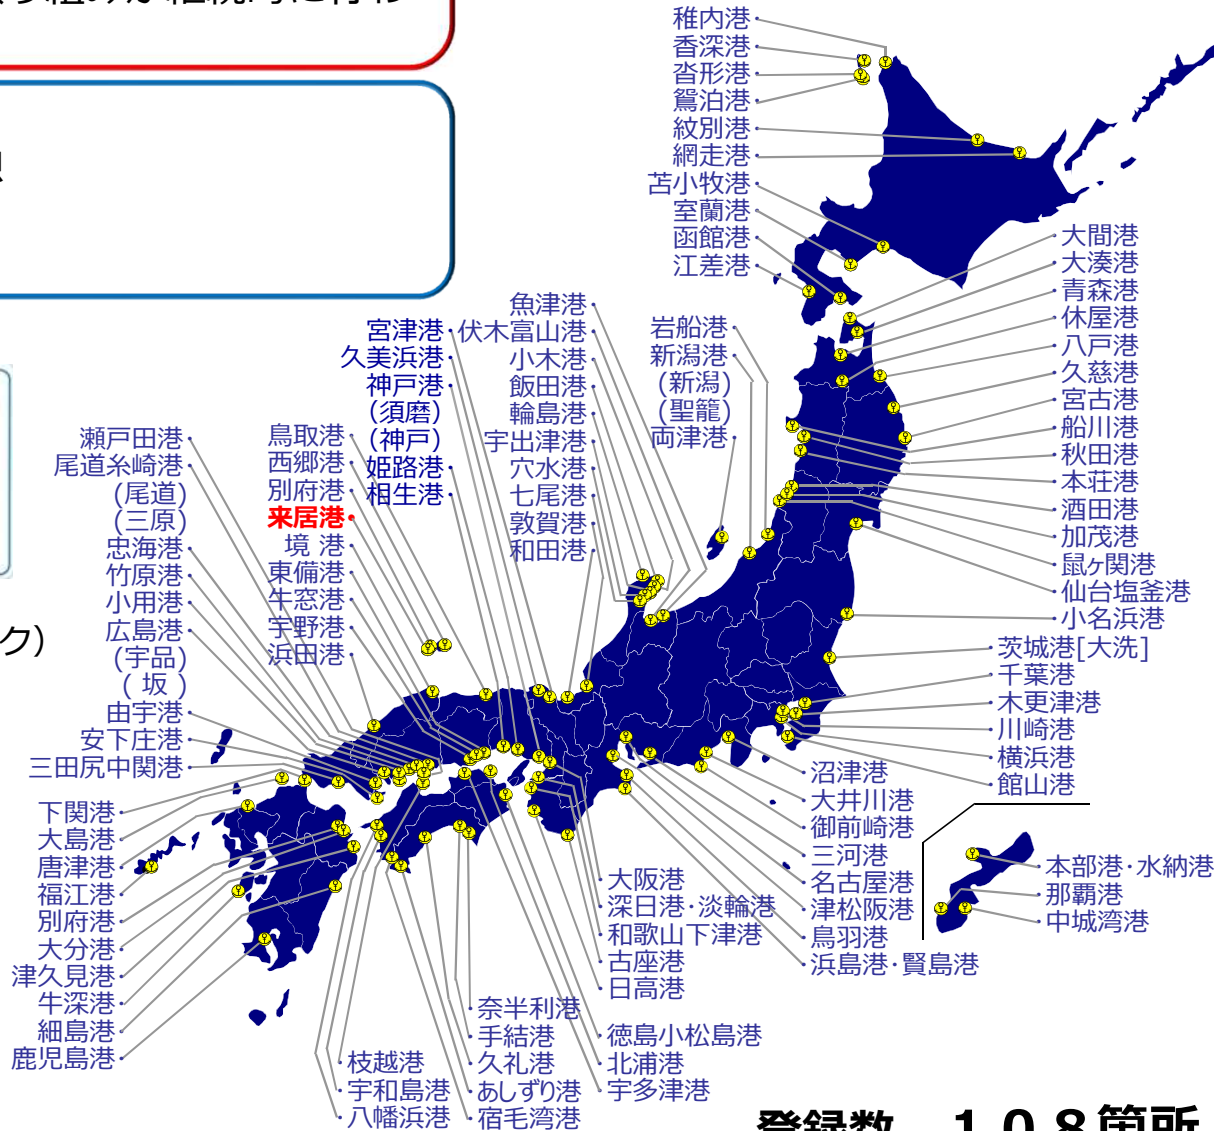 稚内港
香深港
沓形港
鴛泊港
紋別港
網走港
苫小牧港
室蘭港
函館港
江差港
大間港
大湊港
青森港
休屋港
八戸港
久慈港
宮古港
船川港
秋田港
本荘港
酒田港
加茂港
鼠ヶ関港
仙台塩釜港
小名浜港
茨城港[大洗]
千葉港
木更津港
川崎港
横浜港
館山港
岩船港
新潟港
(新潟)
(聖籠)
両津港
魚津港
伏木富山港
小木港
飯田港
輪島港
宇出津港
穴水港
七尾港
敦賀港
和田港
宮津港
久美浜港
神戸港
(須磨)
(神戸)
姫路港
相生港
鳥取港
西郷港
別府港
来居港
境 港
東備港
牛窓港
宇野港
浜田港
瀬戸田港
尾道糸崎港
(尾道)
(三原)
忠海港
竹原港
小用港
広島港
(宇品)
( 坂 )
由宇港
安下庄港
三田尻中関港
下関港
大島港
唐津港
福江港
別府港
大分港
津久見港
牛深港
細島港
鹿児島港
枝越港
宇和島港
八幡浜港
奈半利港
手結港
久礼港
あしずり港
宿毛湾港
徳島小松島港
北浦港
宇多津港
大阪港
深日港・淡輪港
和歌山下津港
古座港
日高港
沼津港
大井川港
御前崎港
三河港
名古屋港
津松阪港
鳥羽港
浜島港・賢島港
本部港・水納港
那覇港
中城湾港
ク)
登録数 １０８箇所